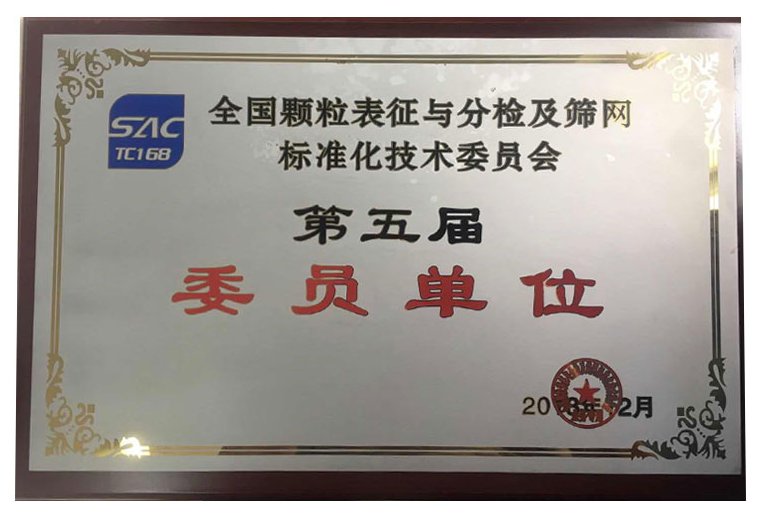 SAC
TC168
全国颗粒表征与分检及筛网
标准化技术委员会
第五届
委员单位